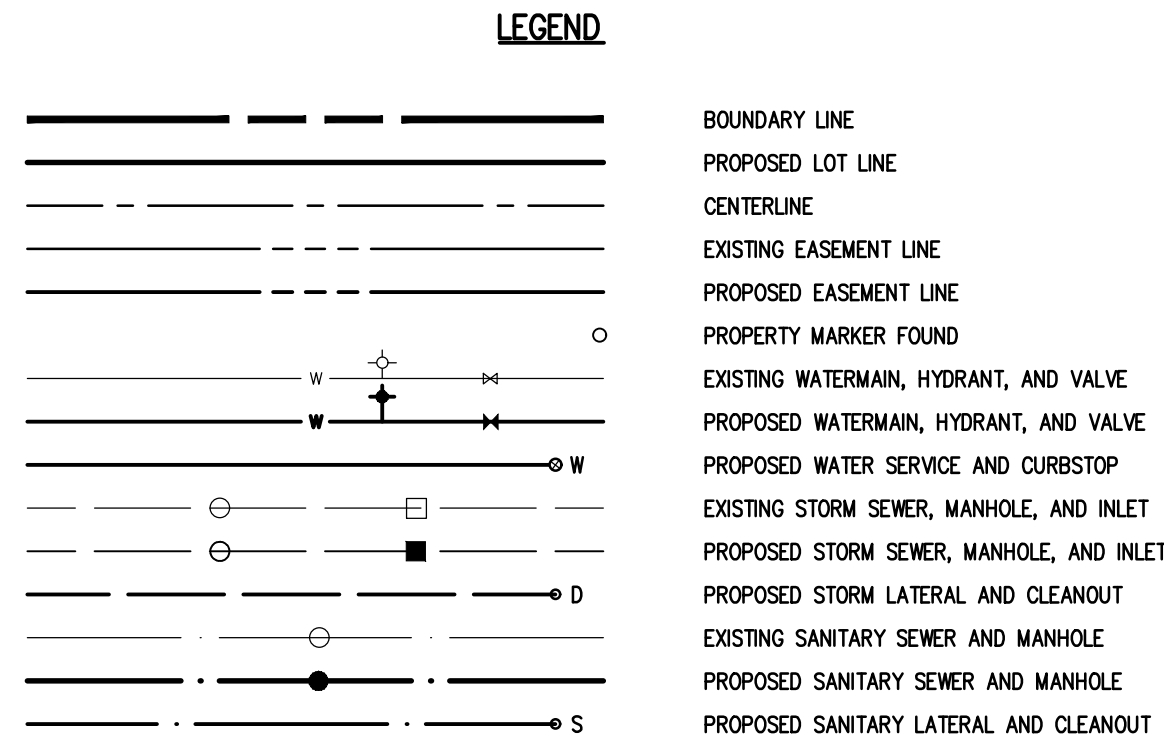 LEGEND
BOUNDARY LINE
PROPOSED LOT LINE
CENTERLINE
EXISTING EASEMENT LINE
PROPOSED EASEMENT LINE
PROPERTY MARKER FOUND
W EXISTING WATERMAIN, HYDRANT, AND VALVE
W PROPOSED WATERMAIN, HYDRANT, AND VALVE
W PROPOSED WATER SERVICE AND CURBSTOP
EXISTING STORM SEWER, MANHOLE, AND INLET
PROPOSED STORM SEWER, MANHOLE, AND INLET
D PROPOSED STORM LATERAL AND CLEANOUT
EXISTING SANITARY SEWER AND MANHOLE
PROPOSED SANITARY SEWER AND MANHOLE
S PROPOSED SANITARY LATERAL AND CLEANOUT